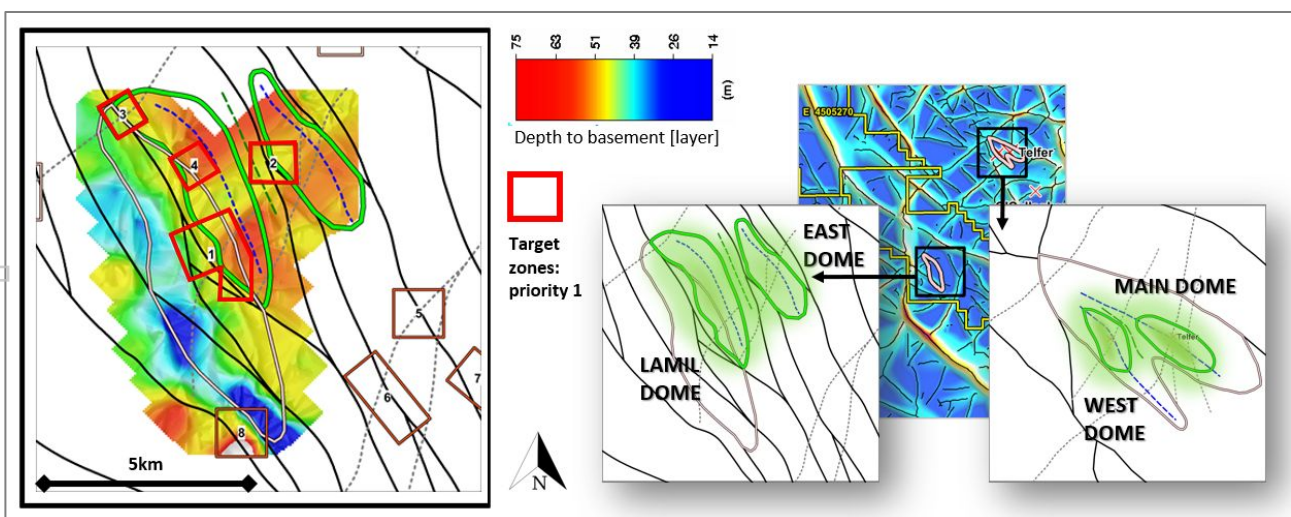 3
4
2
1
5
6
7
8
5km
75
63
51
39
26
14
(m)
Depth to basement [layer]
Target
zones:
priority 1
N
E 4505270
Telfer
EAST
DOME
LAMIL
DOME
MAIN DOME
Telfer
WEST
DOME